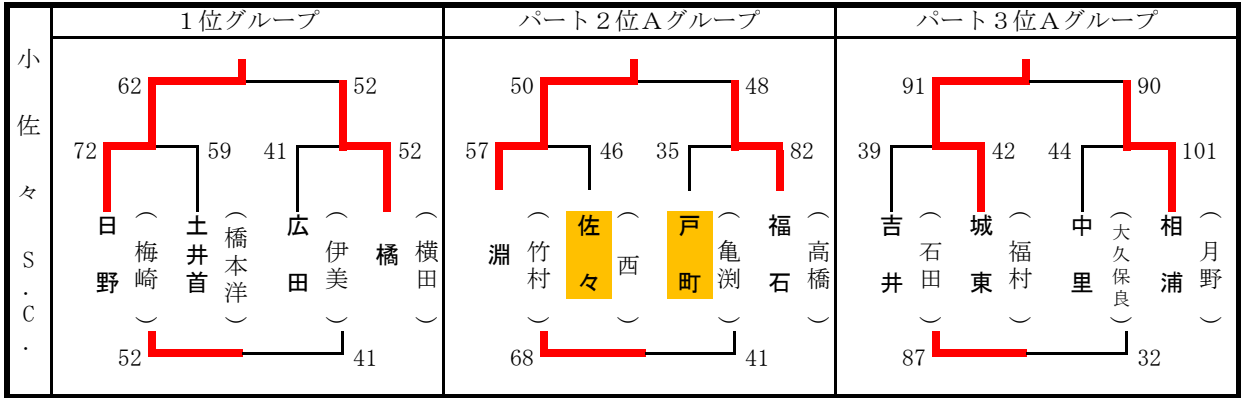 小佐々S.C.
1位グループ
パート2位Aグループ
パート3位Aグループ
62 52
50 48
91 90
72 59 41 52
57 46 35 82
39 42 44 101
日野
(梅崎)
土井首
(橋本洋)
広田
(伊美)
橘
(横田)
淵
(竹村)
佐々
(西)
戸町
(亀渕)
福石
(高橋)
吉井
(石田)
城東
(福村)
中里
(大久保良)
相浦
(月野)
52 41
68 41
87 32